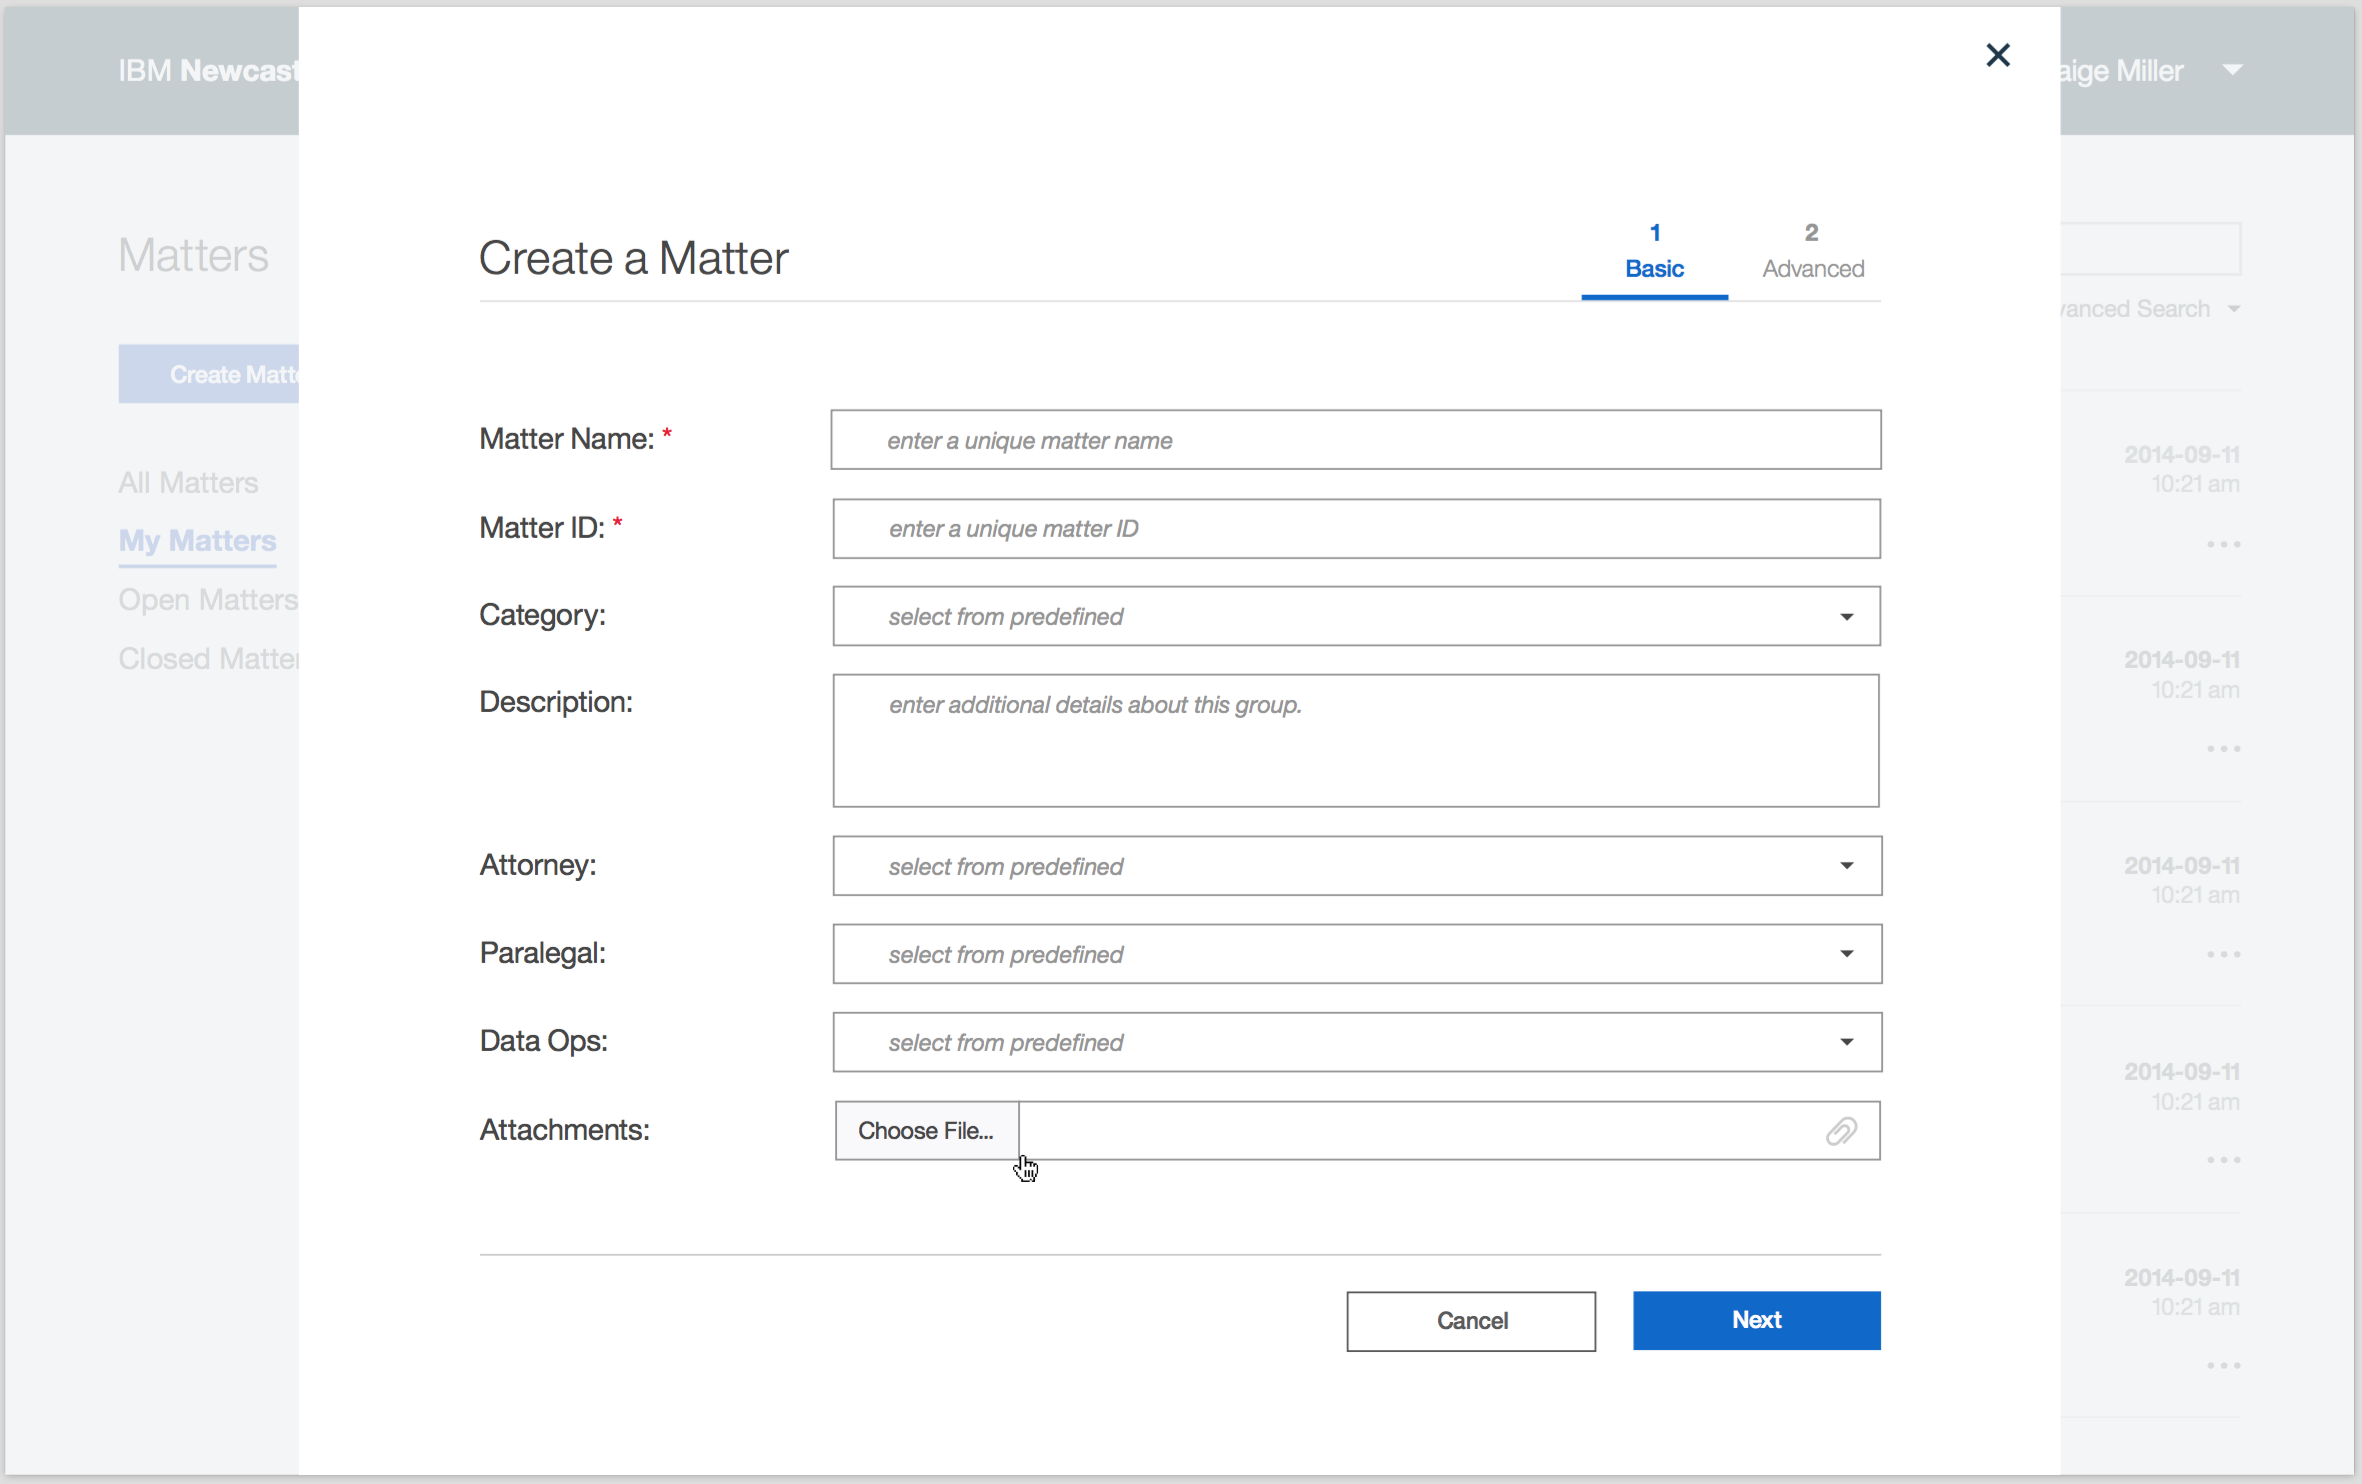 IBM Newcast
aige Miller
Matters
Create a Matter
1
Basic
2
Advanced
vanced Search
Create Matte
All Matters
My Matters
Open Matters
Closed Matter
Matter Name: *
enter a unique matter name
Matter ID: *
enter a unique matter ID
Category:
select from predefined
Description:
enter additional details about this group.
Attorney:
select from predefined
Paralegal:
select from predefined
Data Ops:
select from predefined
Attachments:
Choose File...
Cancel
Next
2014-09-11
10:21 am
2014-09-11
10:21 am
2014-09-11
10:21 am
2014-09-11
10:21 am
2014-09-11
10:21 am